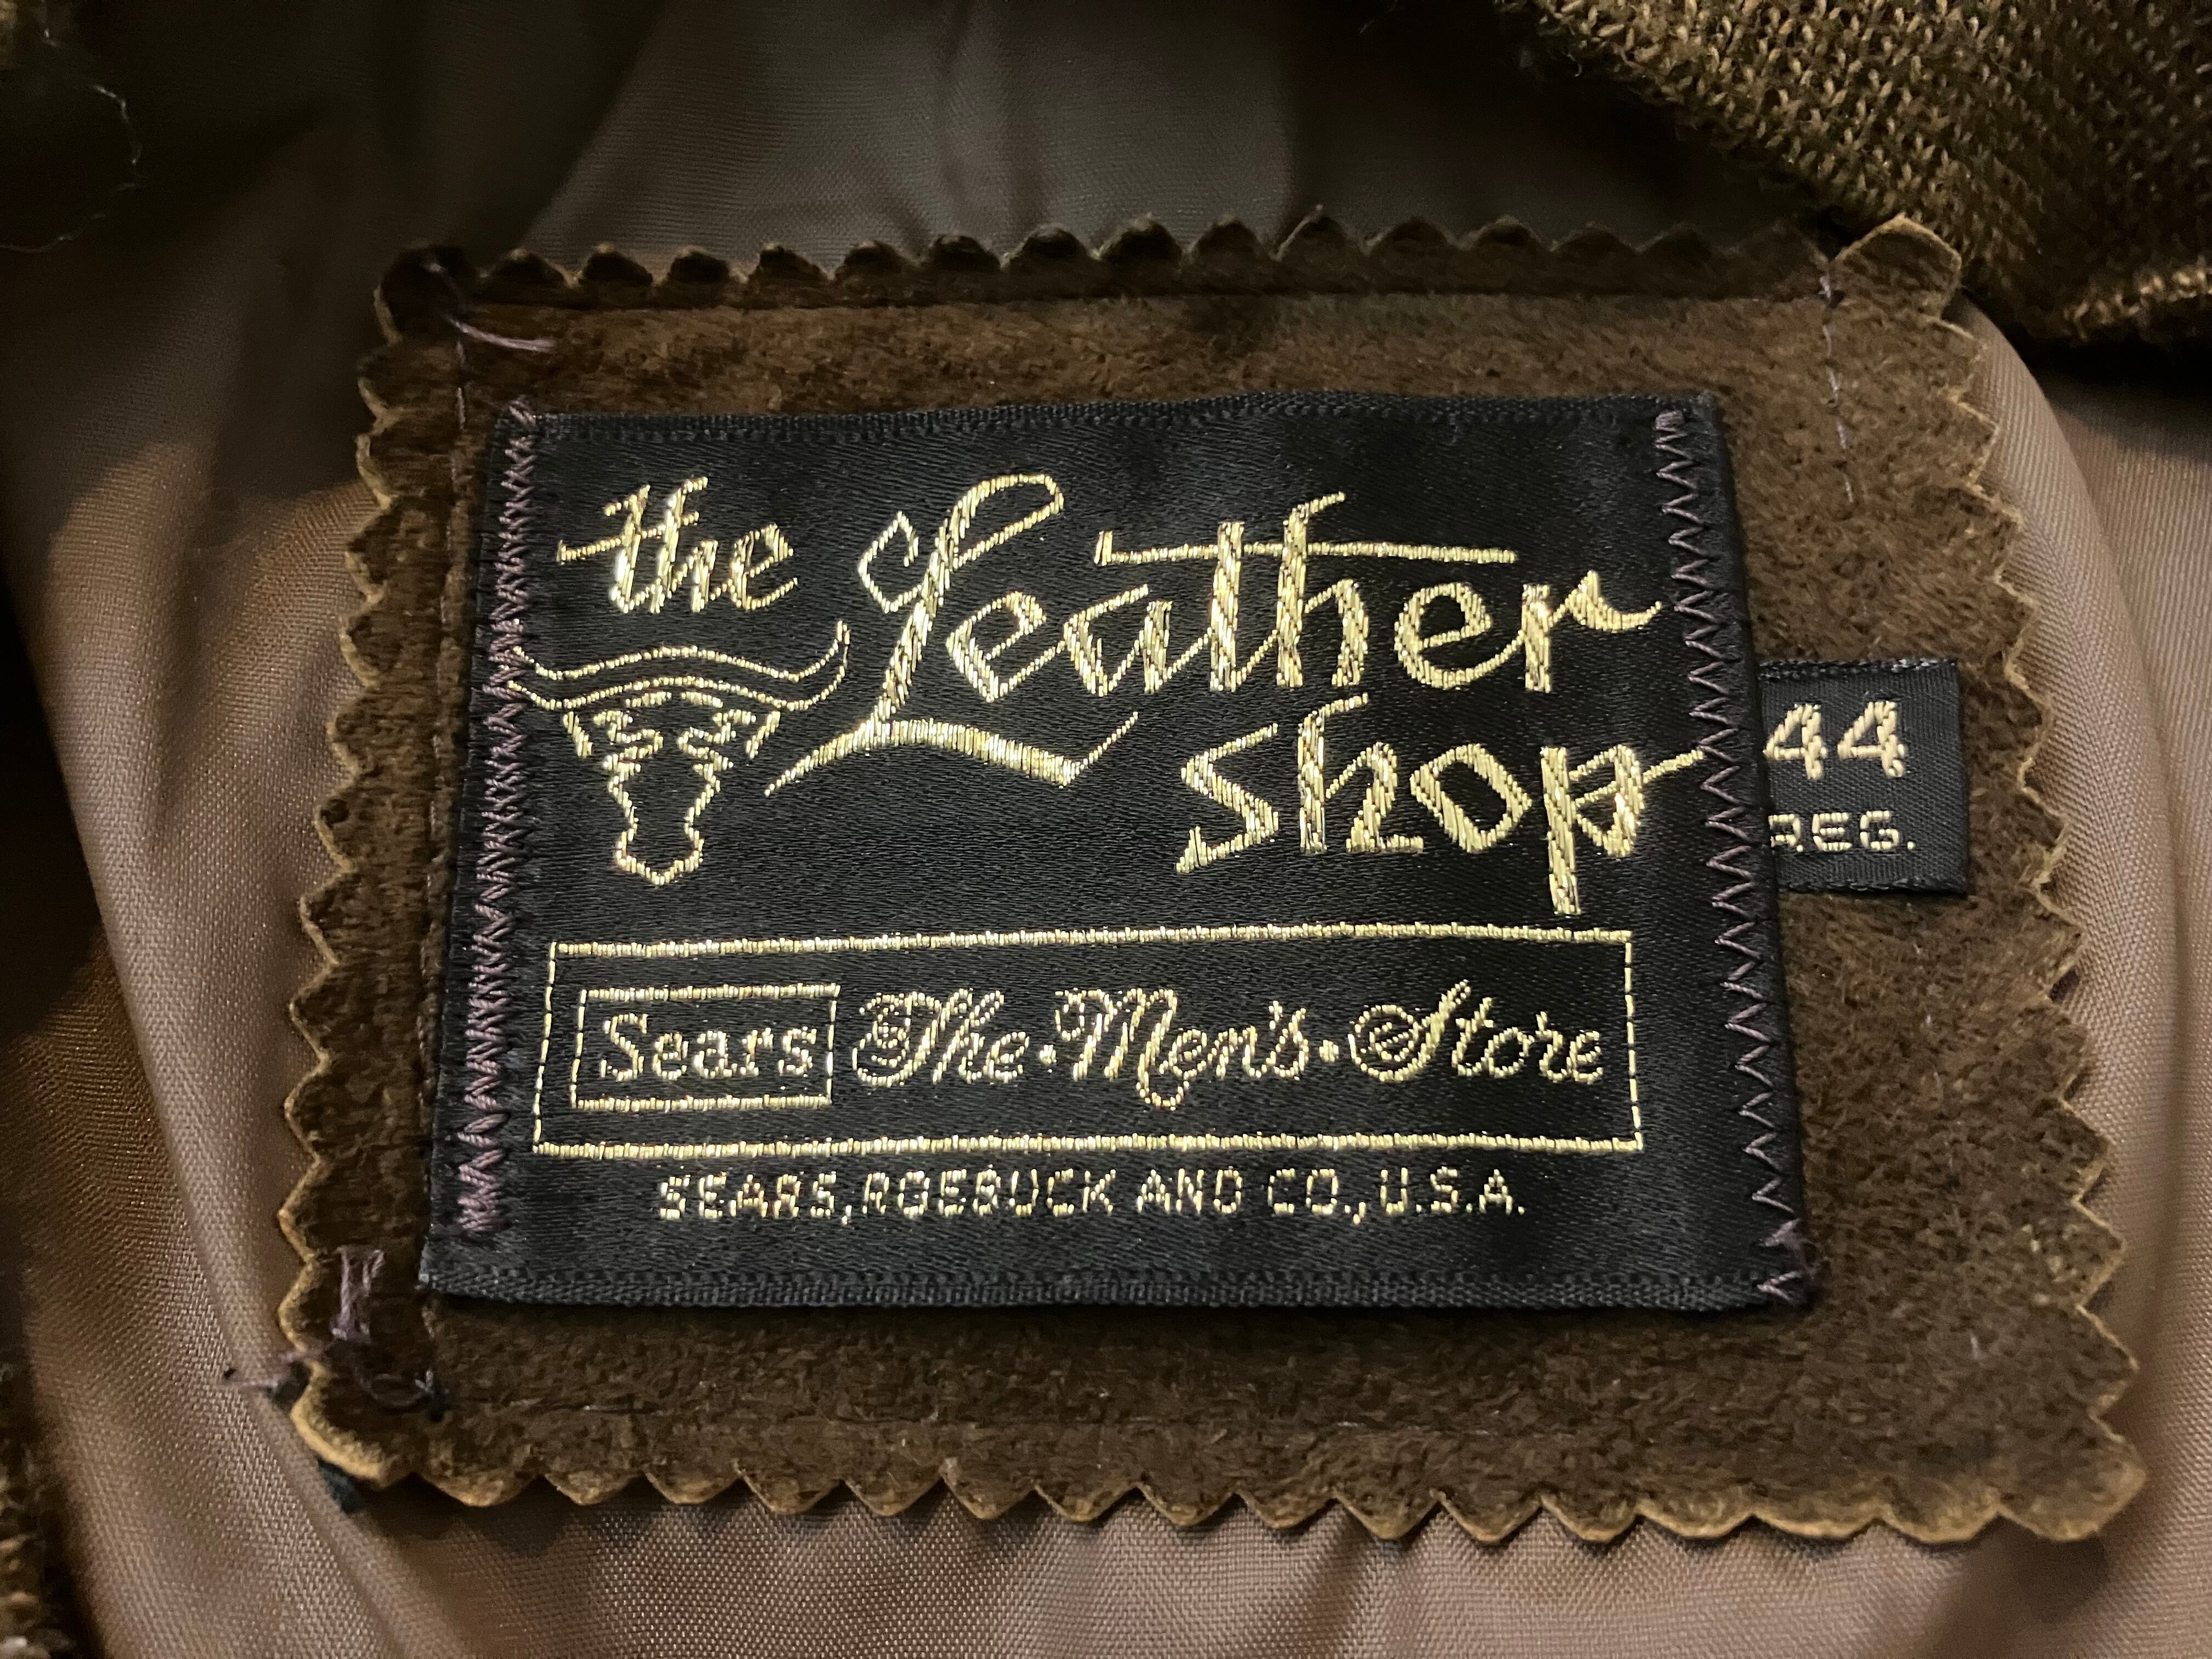 the Leather
shop
44
REG.
Sears The·Men's·Store
SEARS, ROEBUCK AND CO., U.S.A.